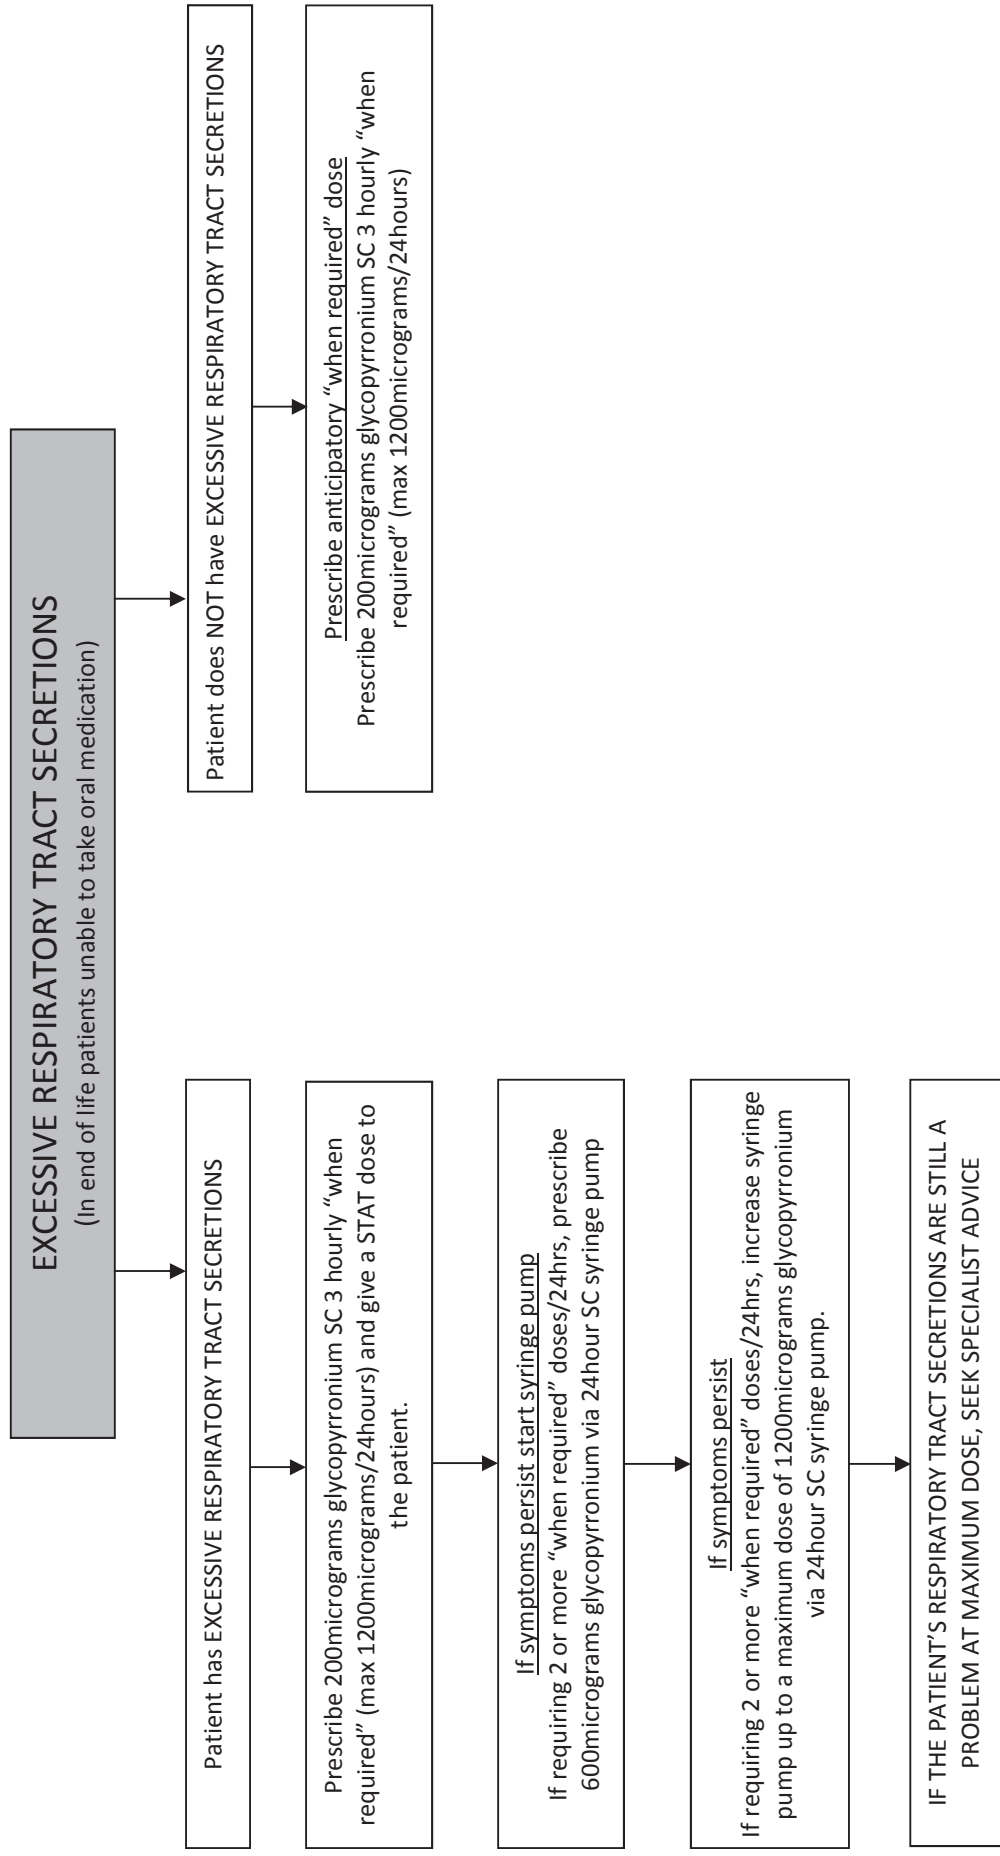 EXCESSIVE RESPIRATORY TRACT SECRETIONS
(In end of life patients unable to take oral medication)
Patient has EXCESSIVE RESPIRATORY TRACT SECRETIONS
Prescribe 200micrograms glycopyrronium SC 3 hourly “when
required” (max 1200micrograms/24hours) and give a STAT dose to
the patient.
If symptoms persist start syringe pump
If requiring 2 or more “when required” doses/24hrs, prescribe
600micrograms glycopyrronium via 24hour SC syringe pump
If symptoms persist
If requiring 2 or more “when required” doses/24hrs, increase syringe
pump up to a maximum dose of 1200micrograms glycopyrronium
via 24hour SC syringe pump.
IF THE PATIENT’S RESPIRATORY TRACT SECRETIONS ARE STILL A
PROBLEM AT MAXIMUM DOSE, SEEK SPECIALIST ADVICE
Patient does NOT have EXCESSIVE RESPIRATORY TRACT SECRETIONS
Prescribe anticipatory “when required” dose
Prescribe 200micrograms glycopyrronium SC 3 hourly “when
required” (max 1200micrograms/24hours)